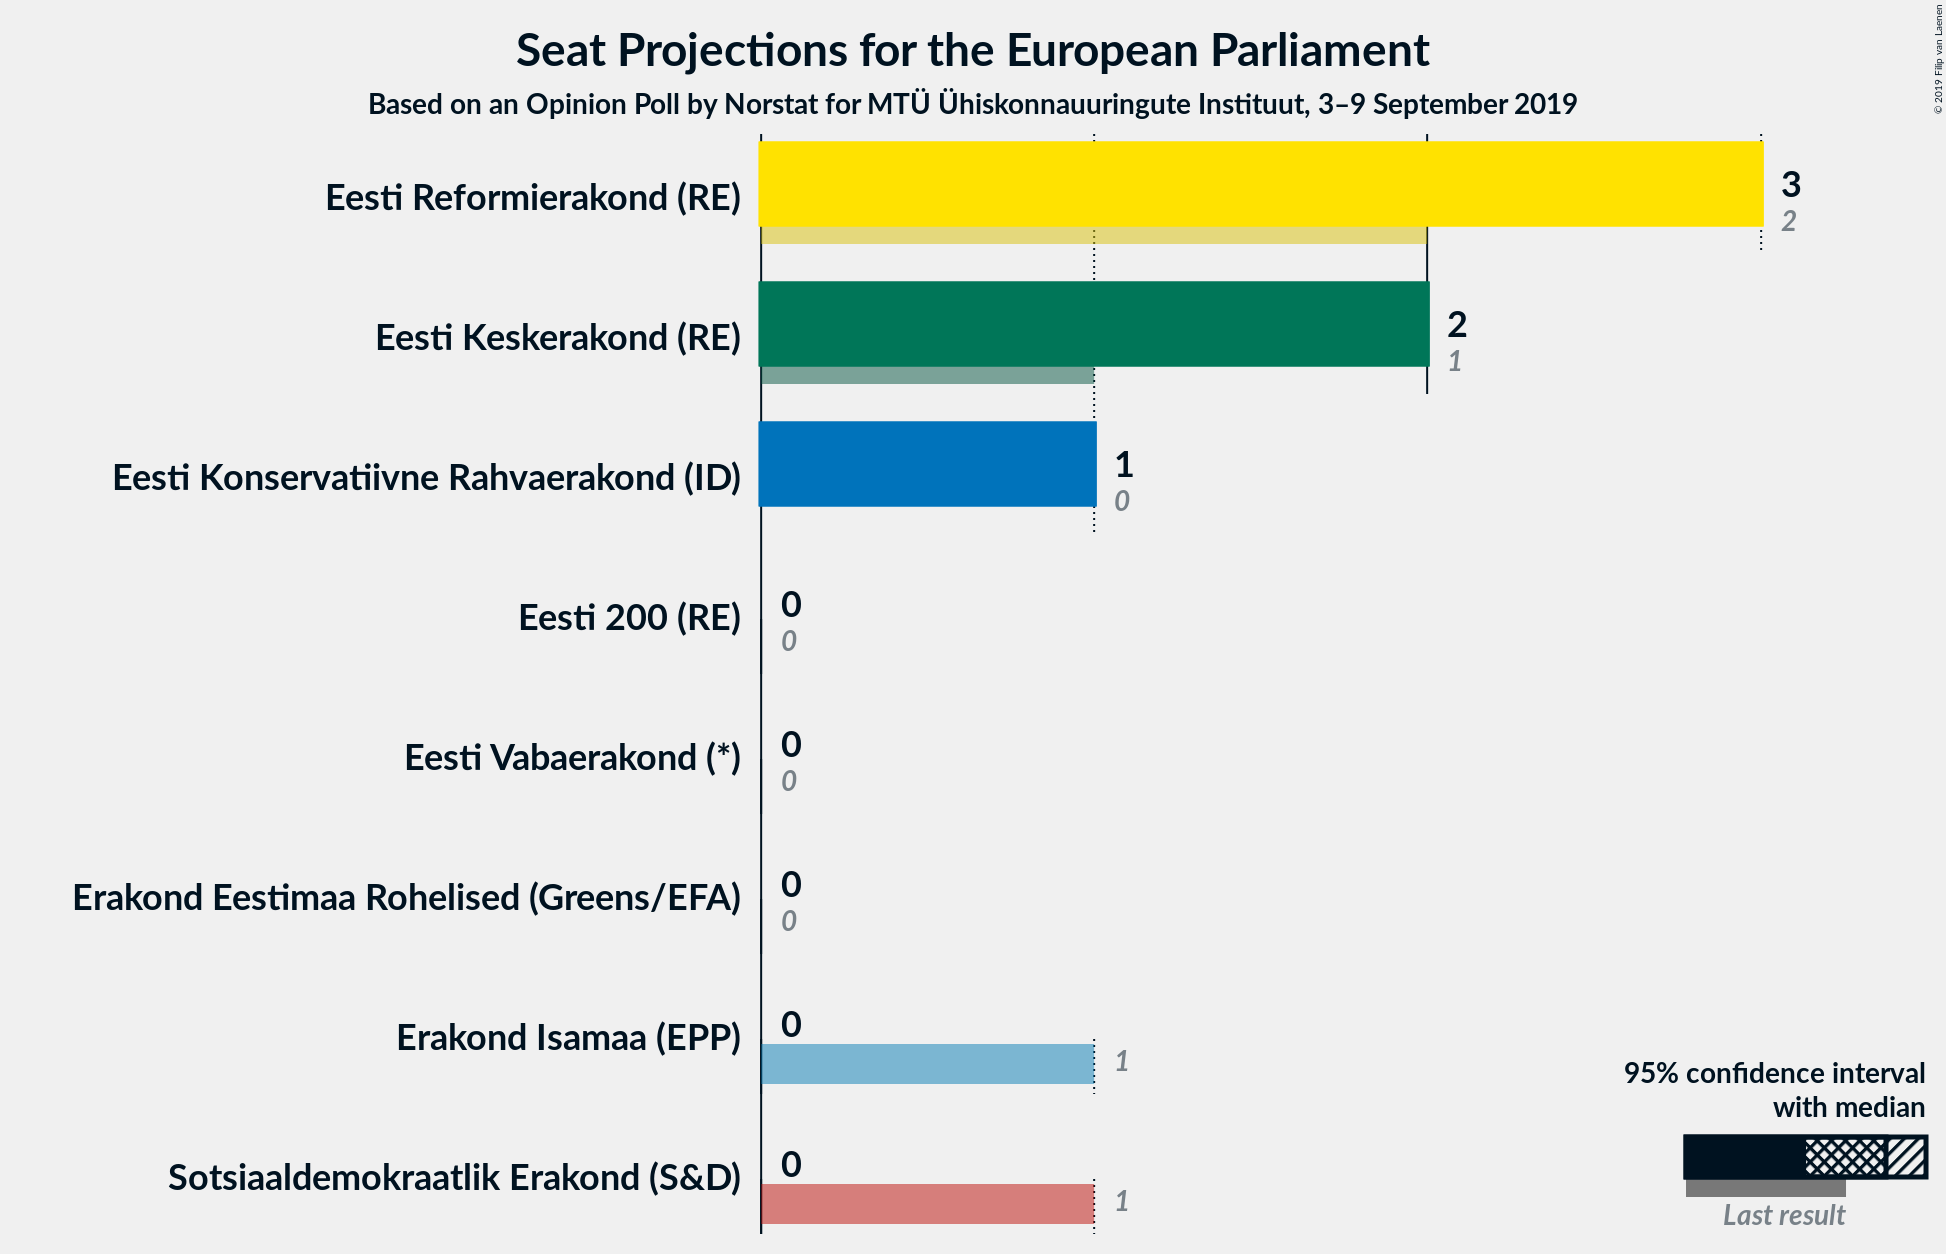 Seat Projections for the European Parliament
Based on an Opinion Poll by Norstat for MTÜ Ühiskonnauuringute Instituut, 3–9 September 2019
© 2019 Filip van Laenen
Eesti Reformierakond (RE)
3
2
Eesti Keskerakond (RE)
2
1
Eesti Konservatiivne Rahvaerakond (ID)
1
0
Eesti 200 (RE)
0
0
Eesti Vabaerakond (*)
0
0
Erakond Eestimaa Rohelised (Greens/EFA)
0
0
Erakond Isamaa (EPP)
0
1
Sotsiaaldemokraatlik Erakond (S&D)
0
1
95% confidence interval
with median
Last result